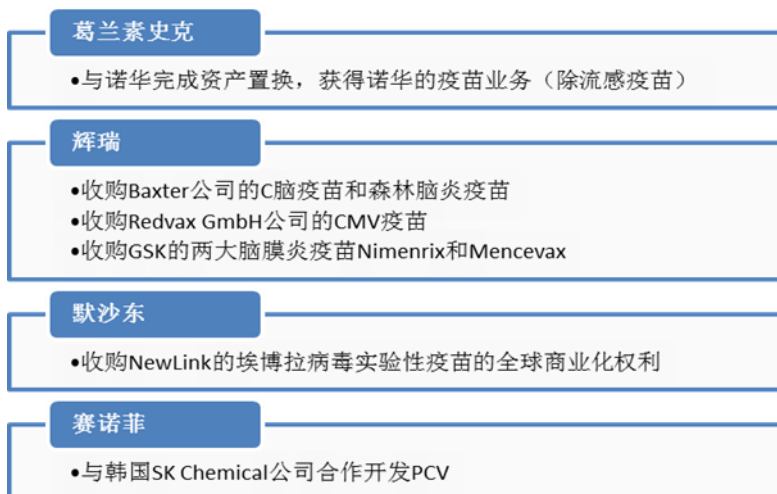 葛兰素史克
•与诺华完成资产置换，获得诺华的疫苗业务（除流感疫苗）
辉瑞
•收购Baxter公司的C脑疫苗和森林脑炎疫苗
•收购Redvax GmbH公司的CMV疫苗
•收购GSK的两大脑膜炎疫苗Nimenrix和Mencevax
默沙东
•收购NewLink的埃博拉病毒实验性疫苗的全球商业化权利
赛诺菲
•与韩国SK Chemical公司合作开发PCV